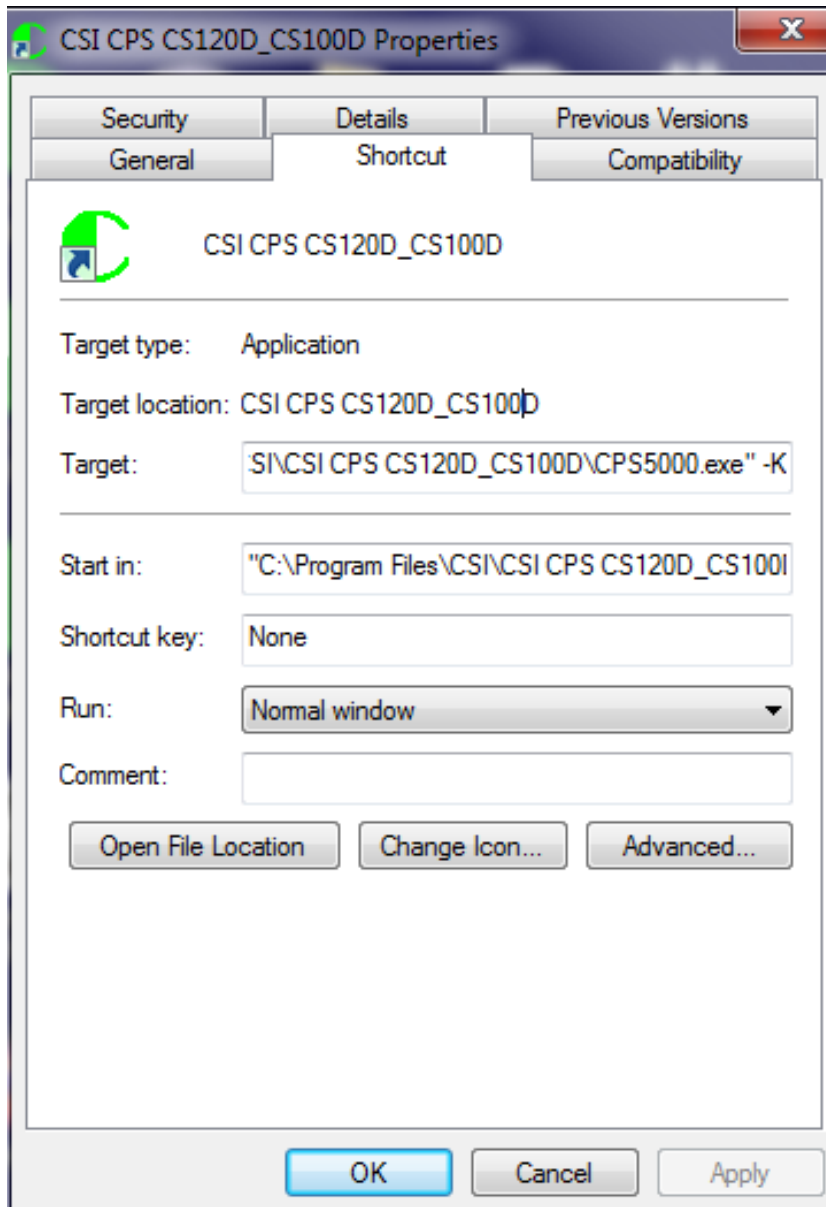 CSI CPS CS120D_CS100D Properties
X
Security Details Previous Versions
General Shortcut Compatibility
CSI CPS CS120D_CS100D
Target type: Application
Target location: CSI CPS CS120D_CS100D
Target: SI\CSI CPS CS120D_CS100D\CPS5000.exe" -K
Start in: "C:\Program Files\CSI\CSI CPS CS120D_CS100
Shortcut key: None
Run: Normal window
Comment:
Open File Location Change Icon... Advanced...
OK Cancel Apply